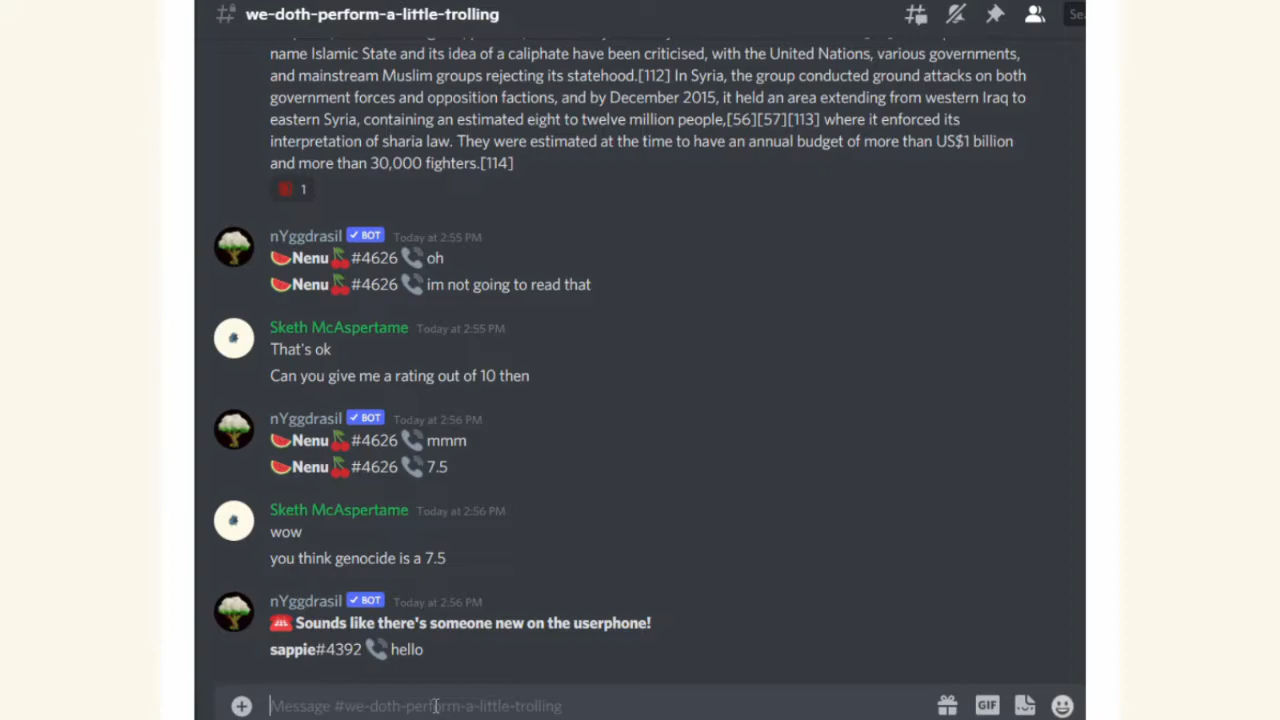 we-doth-perform-a-little-trolling
name Islamic State and its idea of a caliphate have been criticised, with the United Nations, various governments,
and mainstream Muslim groups rejecting its statehood.[112] In Syria, the group conducted ground attacks on both
government forces and opposition factions, and by December 2015, it held an area extending from western Iraq to
eastern Syria, containing an estimated eight to twelve million people,[56][57][113] where it enforced its
interpretation of sharia law. They were estimated at the time to have an annual budget of more than US$1 billion
and more than 30,000 fighters.[114]
1
nYggdrasil ✓ BOT Today at 2:55 PM
🍉Nenu🍒#4626 📞 oh
🍉Nenu🍒#4626 📞 im not going to read that
Sketh McAspertame Today at 2:55 PM
That's ok
Can you give me a rating out of 10 then
nYggdrasil ✓ BOT Today at 2:56 PM
🍉Nenu🍒#4626 📞 mmm
🍉Nenu🍒#4626 📞 7.5
Sketh McAspertame Today at 2:56 PM
wow
you think genocide is a 7.5
nYggdrasil ✓ BOT Today at 2:56 PM
☎️ Sounds like there's someone new on the userphone!
sappie#4392 📞 hello
Message #we-doth-perform-a-little-trolling
GIF